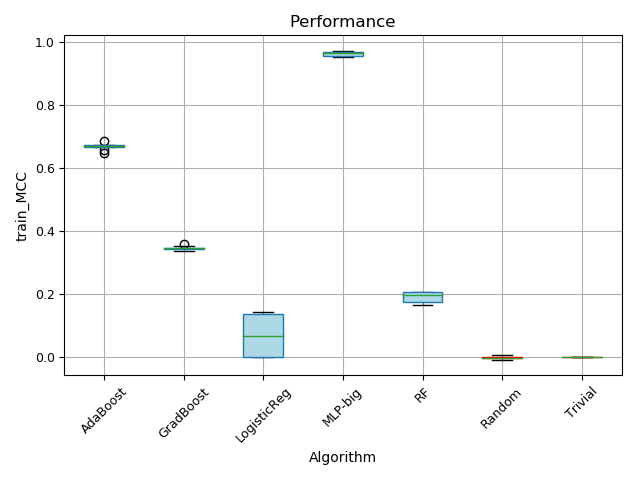 Performance
1.0
0.8
0.6
0.4
0.2
0.0
train_MCC
AdaBoost
GradBoost
LogisticReg
MLP-big
RF
Random
Trivial
Algorithm